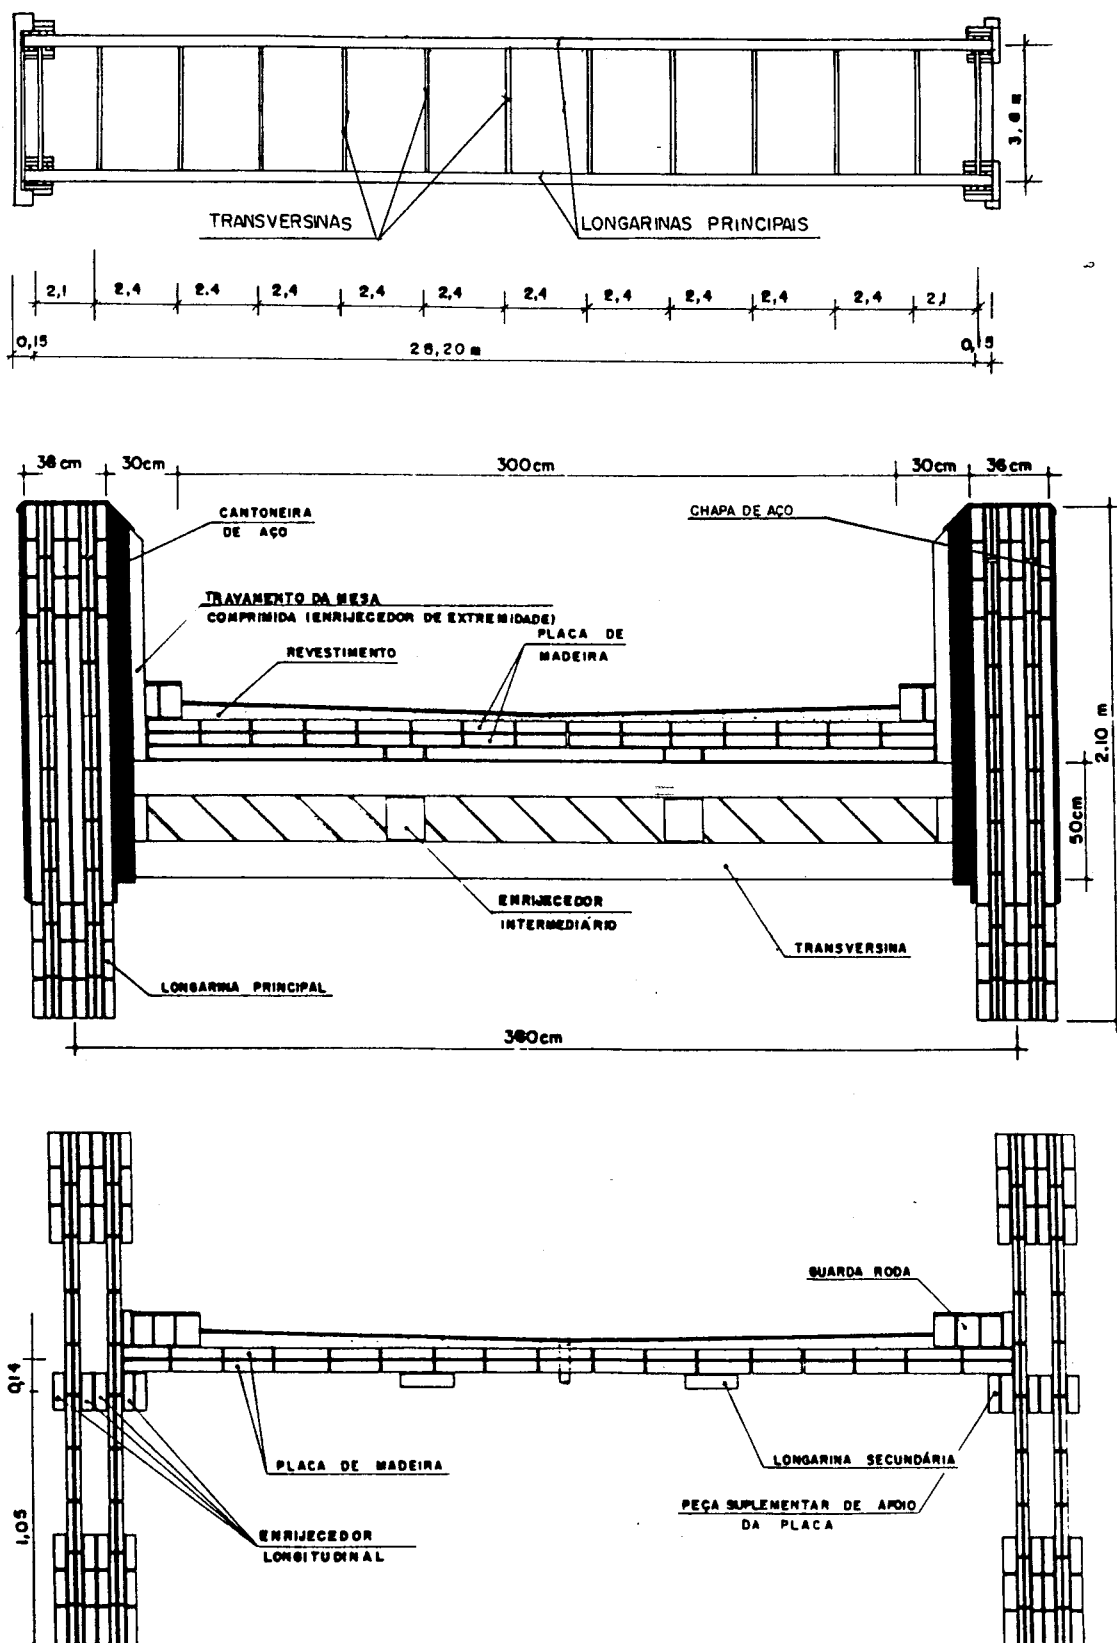 3,6 m
TRANSVERSINAS
LONGARINAS PRINCIPAIS
2,1 2,4 2.4 2,4 2,4 2,4 2,4 2,4 2,4 2,4 2,4 2,1
0,15 28,20 m 0,15
36 cm 30cm 300cm 30cm 36cm
CANTONEIRA
DE AÇO
CHAPA DE AÇO
TRAVAMENTO DA MESA
COMPRIMIDA (ENRIJECEDOR DE EXTREMIDADE)
PLACA DE
MADEIRA
REVESTIMENTO
2,10 m
50cm
ENRIJECEDOR
INTERMEDIÁRIO
TRANSVERSINA
LONGARINA PRINCIPAL
360cm
GUARDA RODA
0,14
PLACA DE MADEIRA
LONGARINA SECUNDÁRIA
PEÇA SUPLEMENTAR DE APOIO
DA PLACA
1,05
ENRIJECEDOR
LONGITUDINAL